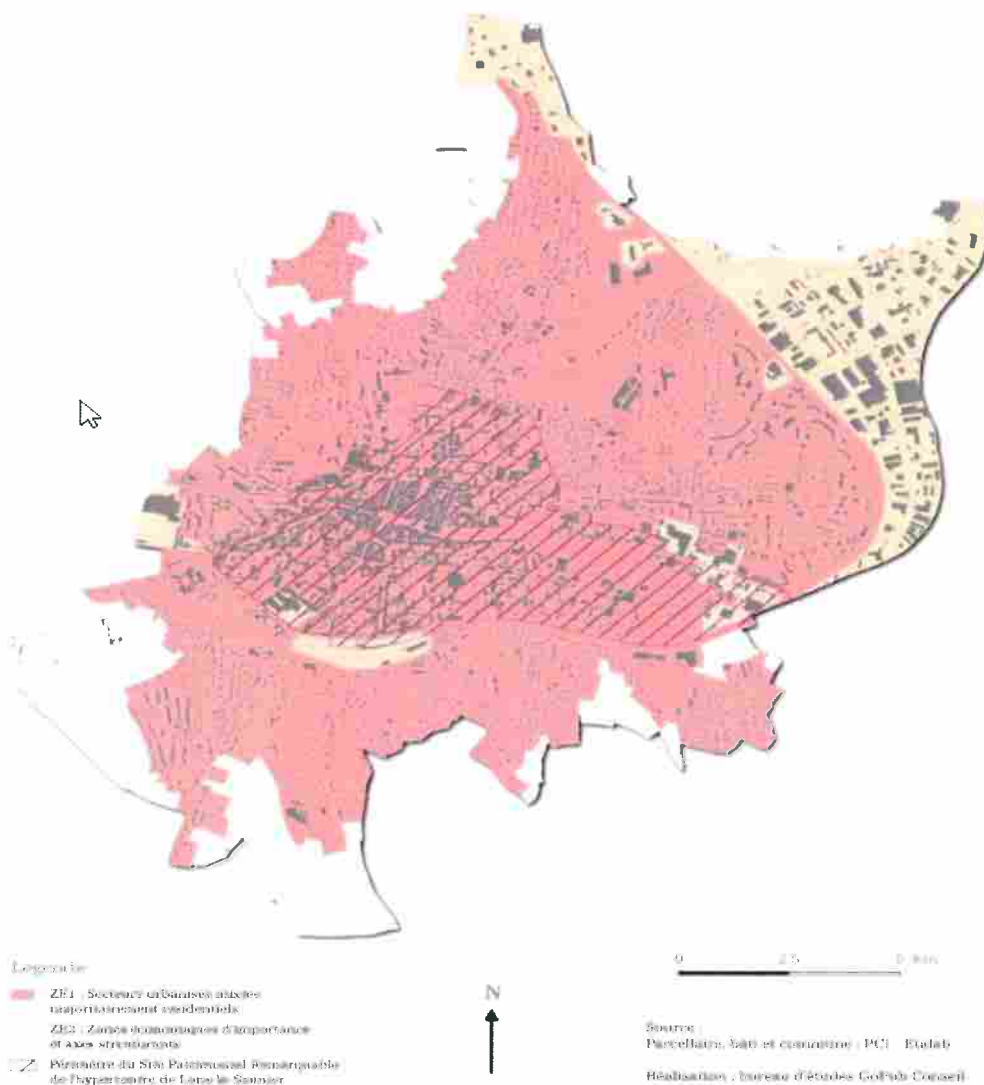 Légende
ZE1 : Secteurs urbanisés mixtes
majoritairement résidentiels
ZE2 : Zones économiques d'importance
et axes structurants
Périmètre du Site Patrimonial Remarquable
de l'hypercentre de Lons le Saunier
N
0
Source :
Parcellaire, bâti et commune : PCI - Etalab
Réalisation : bureau d'études GoPub Conseil